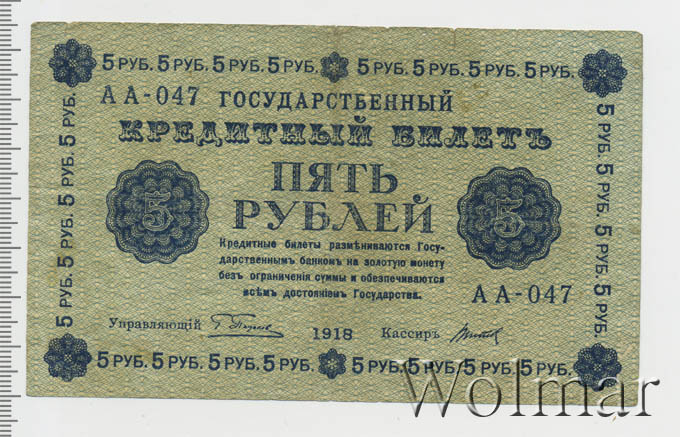 5 РУБ. 5 РУБ. 5 РУБ. 5 РУБ. 5 РУБ. 5 РУБ. 5 РУБ. 5 РУБ.
АА-047 ГОСУДАРСТВЕННЫЙ
КРЕДИТНЫЙ БИЛЕТЪ
ПЯТЬ
РУБЛЕЙ
5
5
Кредитные билеты размѣниваются Госу-
дарственнымъ банкомъ на золотую монету
безъ ограниченія суммы и обезпечиваются
всѣмъ достояніемъ Государства.
АА-047
Управляющій
1918
Кассиръ
5 РУБ. 5 РУБ. 5 РУБ. 5 РУБ. 5 РУБ. 5 РУБ. 5 РУБ. 5 РУБ.
5 РУБ. 5 РУБ. 5 РУБ. 5 РУБ.
5 РУБ. 5 РУБ. 5 РУБ. 5 РУБ.
Wolmar